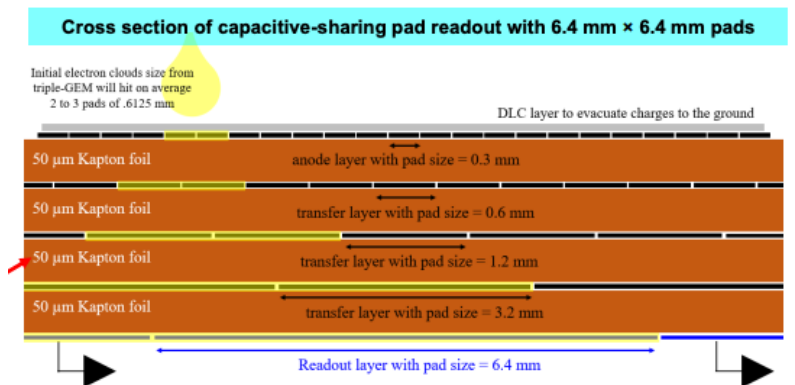 Cross section of capacitive-sharing pad readout with 6.4 mm × 6.4 mm pads
Initial electron clouds size from
triple-GEM will hit on average
2 to 3 pads of .6125 mm
DLC layer to evacuate charges to the ground
50 µm Kapton foil
anode layer with pad size = 0.3 mm
50 µm Kapton foil
transfer layer with pad size = 0.6 mm
50 µm Kapton foil
transfer layer with pad size = 1.2 mm
50 µm Kapton foil
transfer layer with pad size = 3.2 mm
Readout layer with pad size = 6.4 mm